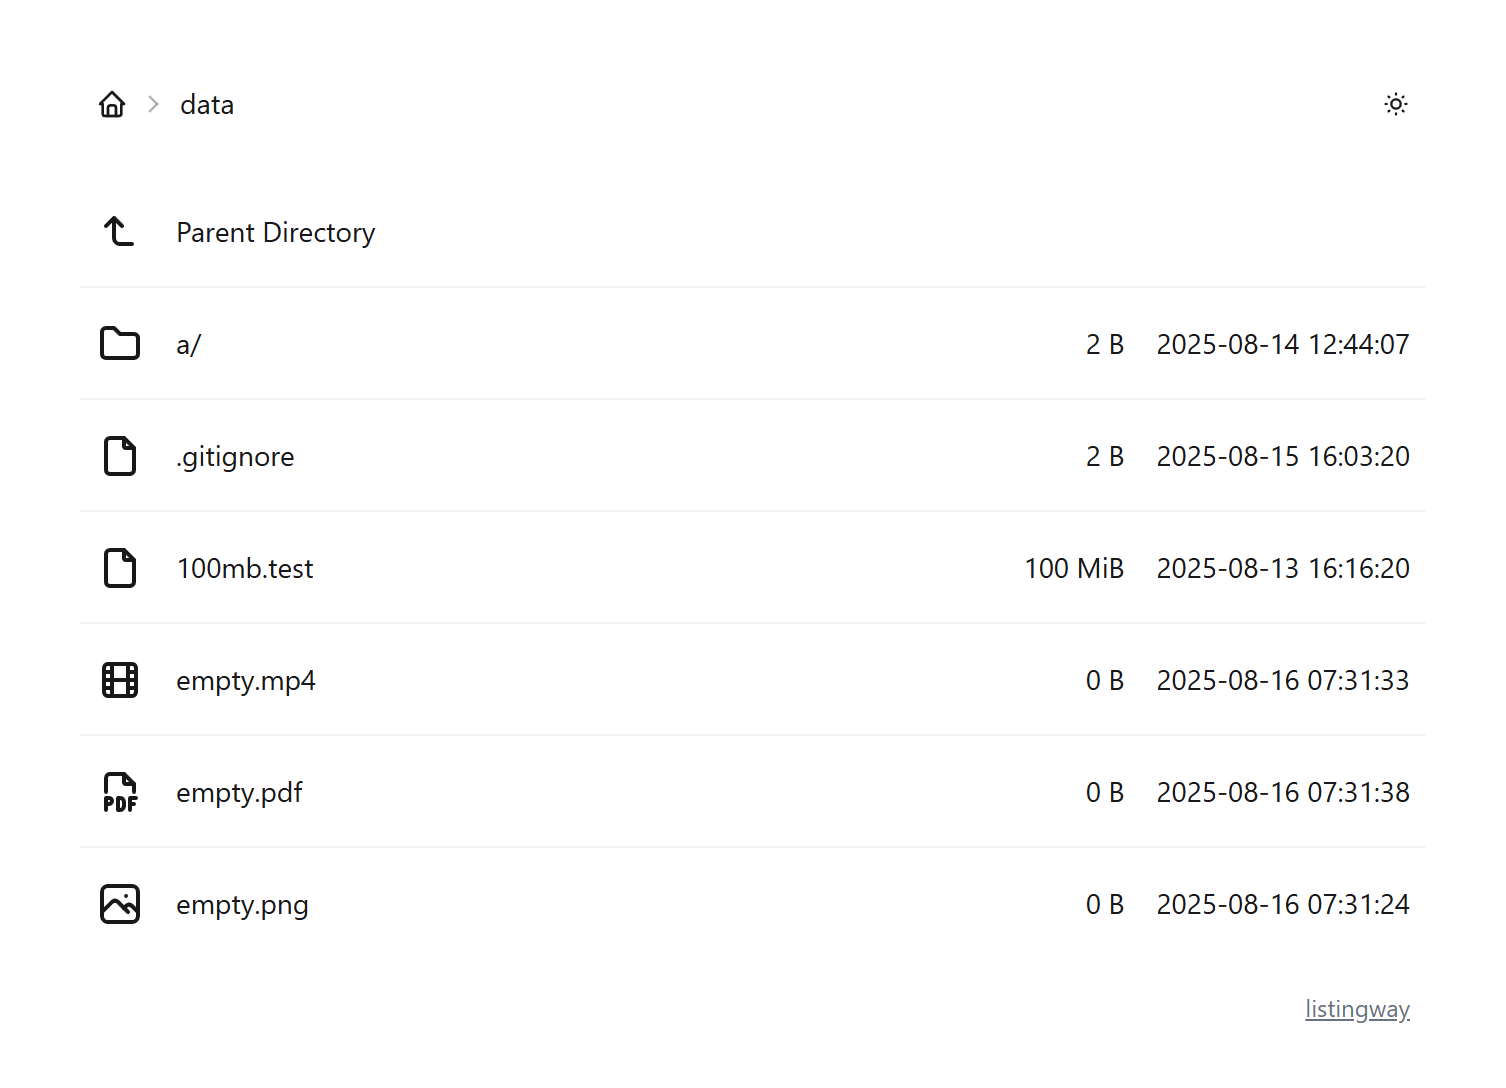 data
Parent Directory
a/ 2 B 2025-08-14 12:44:07
.gitignore 2 B 2025-08-15 16:03:20
100mb.test 100 MiB 2025-08-13 16:16:20
empty.mp4 0 B 2025-08-16 07:31:33
PDF empty.pdf 0 B 2025-08-16 07:31:38
empty.png 0 B 2025-08-16 07:31:24
listingway